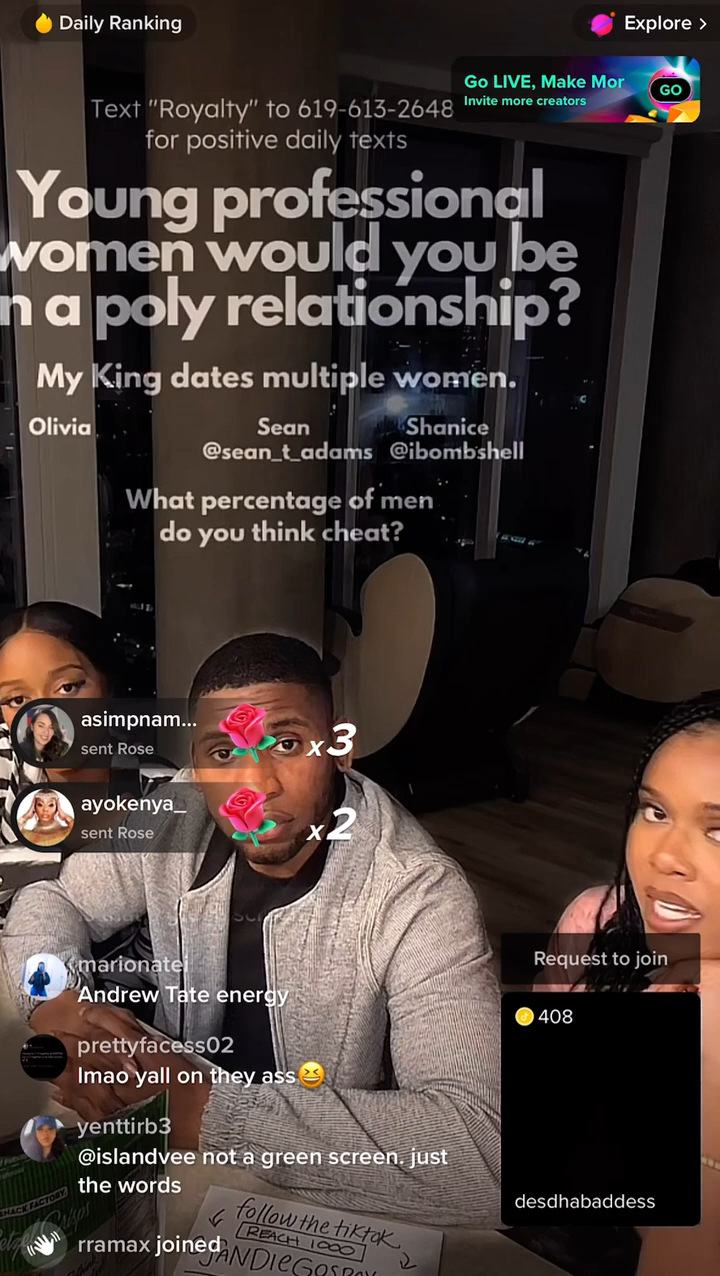 Daily Ranking
Explore >
Go LIVE, Make Mor
Invite more creators
GO
Text "Royalty" to 619-613-2648
for positive daily texts
Young professional
women would you be
n a poly relationship?
My King dates multiple women.
Olivia
Sean
Shanice
@sean_t_adams
@ibombshell
What percentage of men
do you think cheat?
asimpnam...
sent Rose
x3
ayokenya_
sent Rose
x2
marionatei
Andrew Tate energy
Request to join
408
prettyfacess02
lmao yall on they ass😆
yenttirb3
@islandvee not a green screen. just
the words
desdhabaddess
SNACK FACTORY
follow the tiktok
REACH 1000
rramax joined